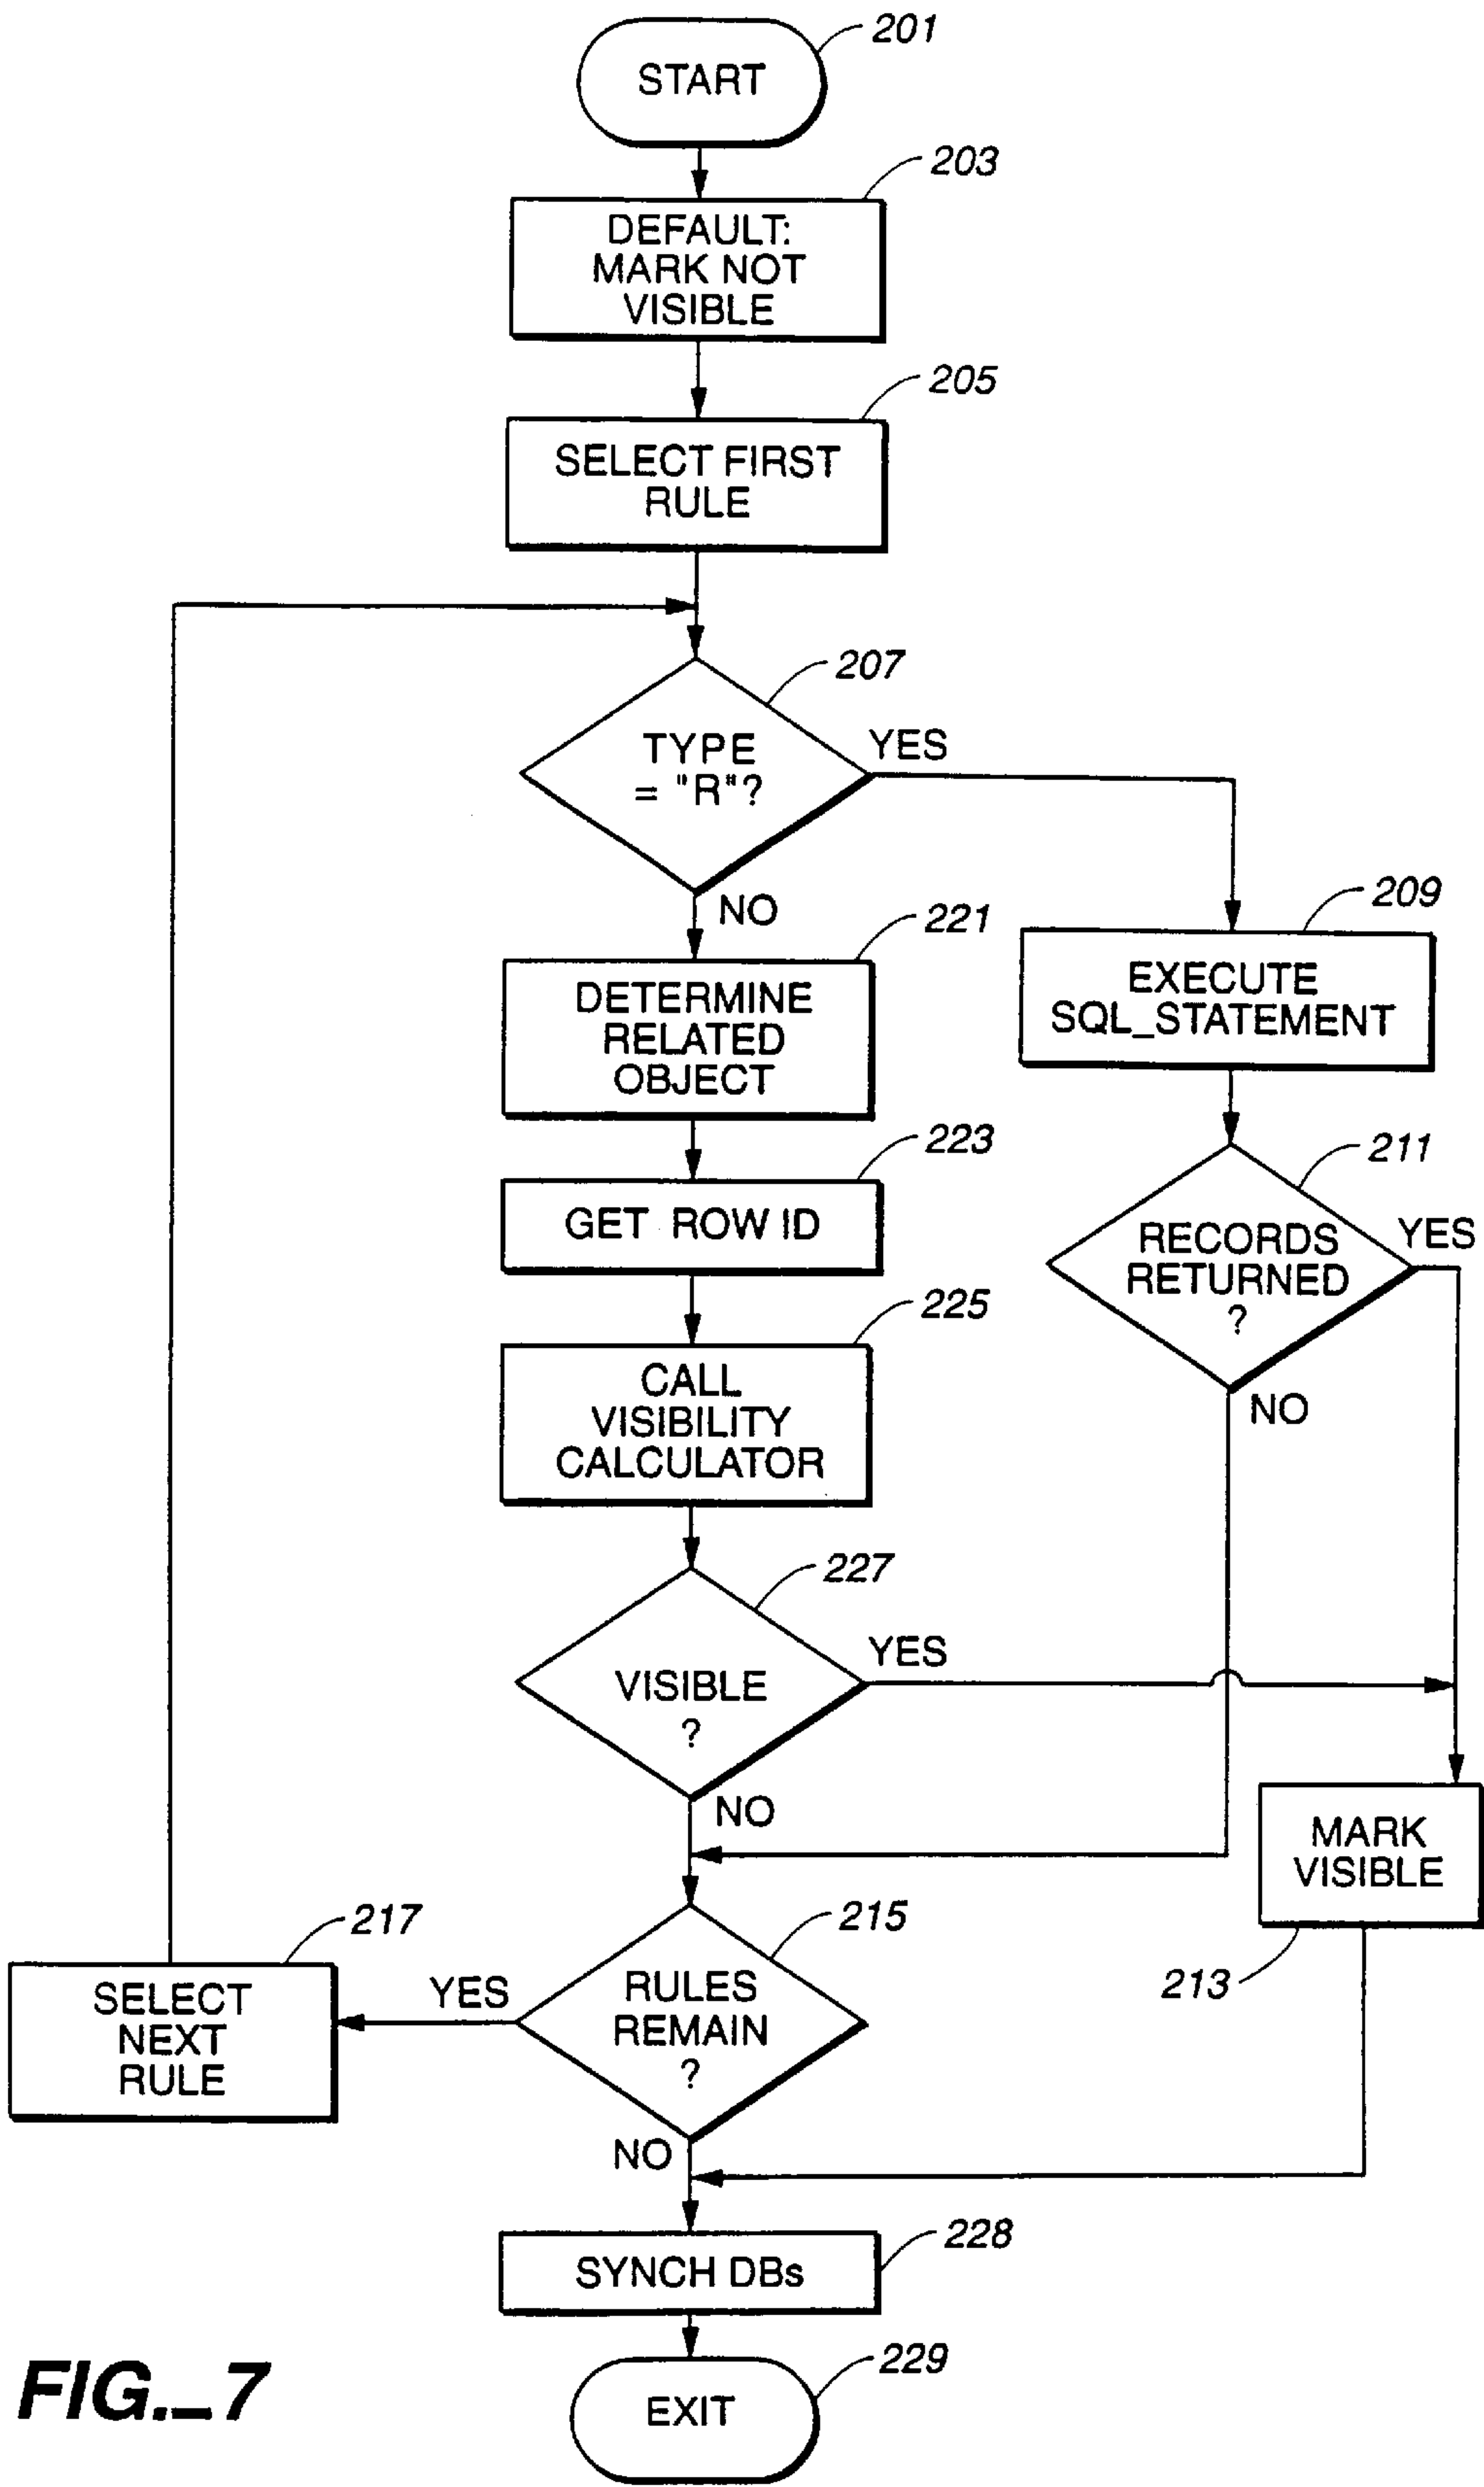 201
START
203
DEFAULT:
MARK NOT
VISIBLE
205
SELECT FIRST
RULE
207
TYPE
= "R"?
YES
NO
209
EXECUTE
SQL_STATEMENT
221
DETERMINE
RELATED
OBJECT
211
RECORDS
RETURNED
?
YES
NO
223
GET ROW ID
225
CALL
VISIBILITY
CALCULATOR
227
VISIBLE
?
YES
NO
MARK
VISIBLE
213
215
RULES
REMAIN
?
YES
NO
217
SELECT
NEXT
RULE
228
SYNCH DBs
229
EXIT
FIG._7